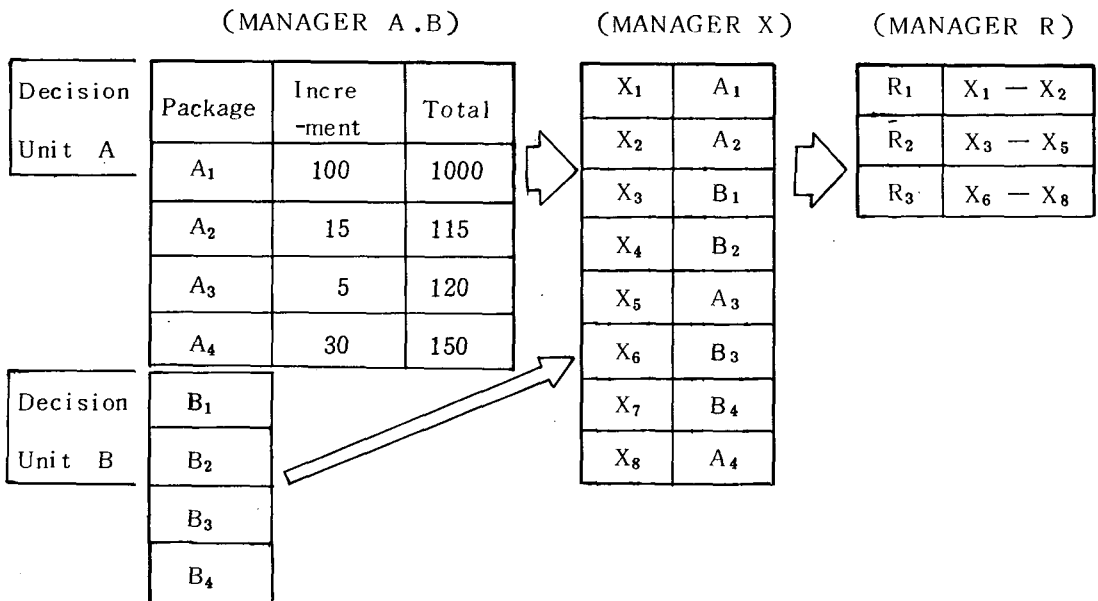 (MANAGER A.B) (MANAGER X) (MANAGER R)
Decision
Unit A
Package Incre Total
-ment
A₁ 100 1000
A₂ 15 115
A₃ 5 120
A₄ 30 150
Decision
Unit B
B₁
B₂
B₃
B₄
X₁ A₁
X₂ A₂
X₃ B₁
X₄ B₂
X₅ A₃
X₆ B₃
X₇ B₄
X₈ A₄
R₁ X₁ — X₂
R₂ X₃ — X₅
R₃ X₆ — X₈